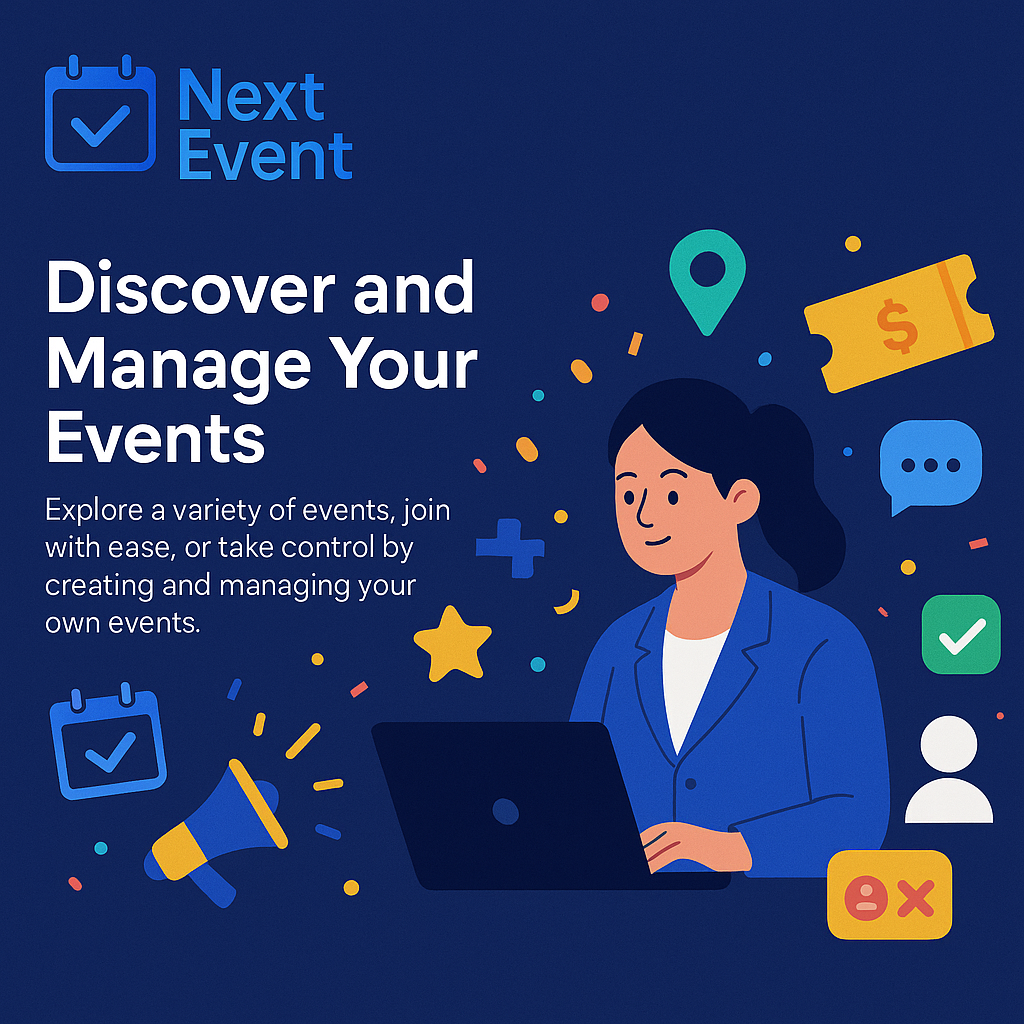 Next
Event
Discover and
Manage Your
Events
Explore a variety of events, join
with ease, or take control by
creating and managing your
own events.
$